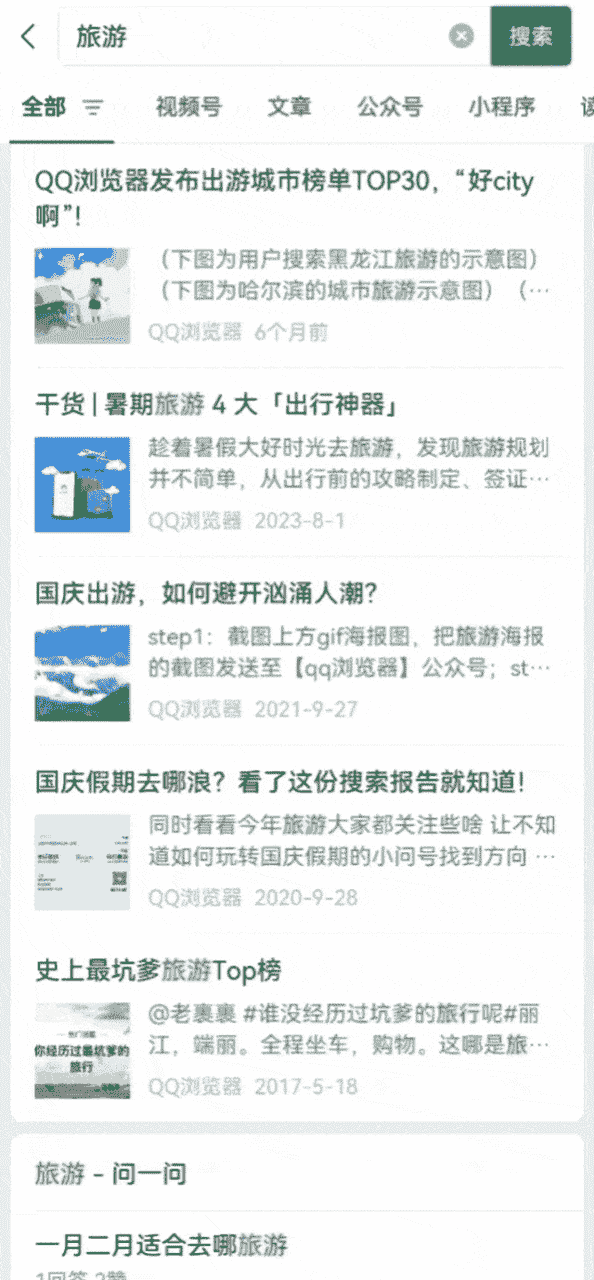 旅游
搜索
全部
视频号
文章
公众号
小程序
QQ浏览器发布出游城市榜单TOP30，“好city
啊”！
（下图为用户搜索黑龙江旅游的示意图）
（下图为哈尔滨的城市旅游示意图）（…
QQ浏览器 6个月前
干货 | 暑期旅游 4 大「出行神器」
趁着暑假大好时光去旅游，发现旅游规划
并不简单，从出行前的攻略制定、签证…
QQ浏览器 2023-8-1
国庆出游，如何避开汹涌人潮？
step1：截图上方gif海报图，把旅游海报
的截图发送至【qq浏览器】公众号；st…
QQ浏览器 2021-9-27
国庆假期去哪浪？看了这份搜索报告就知道！
同时看看今年旅游大家都关注些啥 让不知
道如何玩转国庆假期的小问号找到方向 …
QQ浏览器 2020-9-28
史上最坑爹旅游Top榜
@老裹裹 #谁没经历过坑爹的旅行呢#丽
江，端丽。全程坐车，购物。这哪是旅…
你经历过最坑爹的
旅行
QQ浏览器 2017-5-18
旅游 - 问一问
一月二月适合去哪旅游